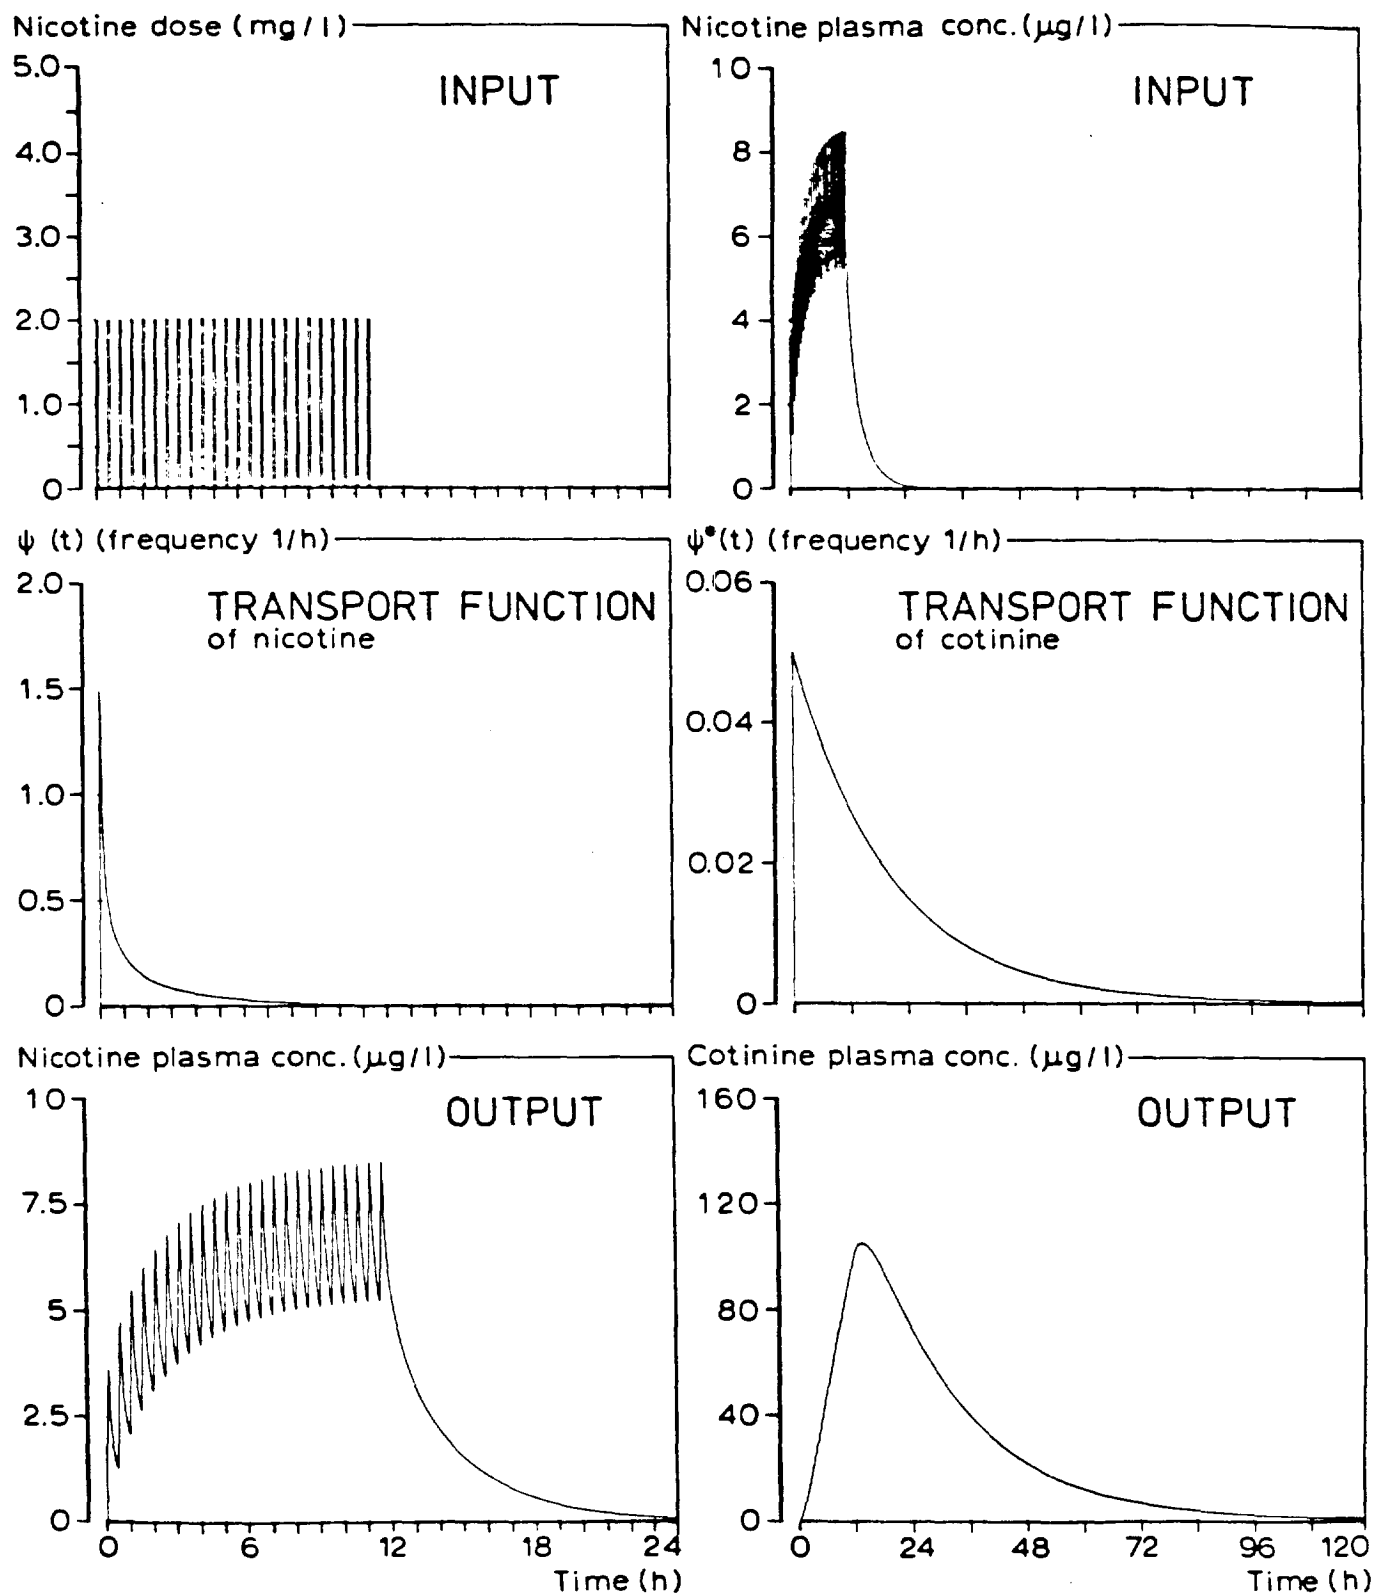 Nicotine dose (mg/l)
5.0
4.0
3.0
2.0
1.0
0
INPUT
Nicotine plasma conc. (μg/l)
10
8
6
4
2
0
INPUT
ψ (t) (frequency 1/h)
2.0
1.5
1.0
0.5
0
TRANSPORT FUNCTION
of nicotine
ψ*(t) (frequency 1/h)
0.06
0.04
0.02
0
TRANSPORT FUNCTION
of cotinine
Nicotine plasma conc. (μg/l)
10
7.5
5
2.5
0
OUTPUT
0 6 12 18 24
Time (h)
Cotinine plasma conc. (μg/l)
160
120
80
40
0
OUTPUT
0 24 48 72 96 120
Time (h)